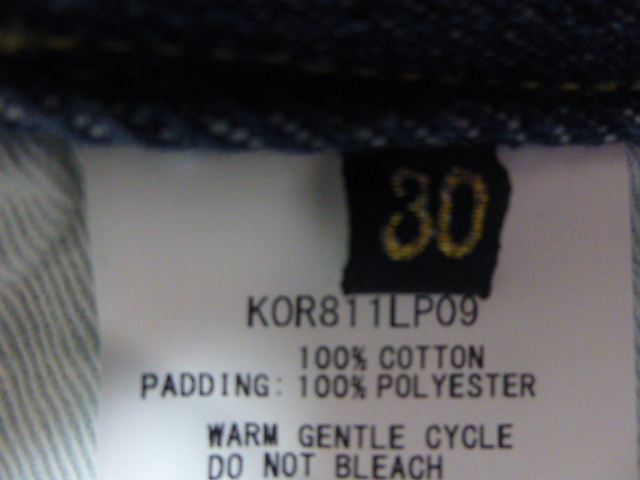 30
KOR811LP09
100% COTTON
PADDING: 100% POLYESTER
WARM GENTLE CYCLE
DO NOT BLEACH